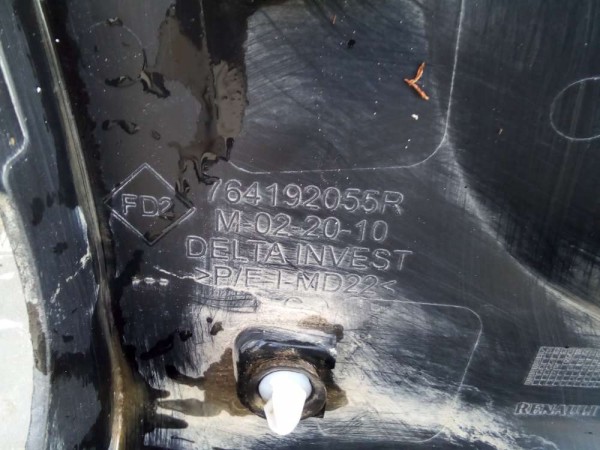 FD2
764192055R
M-02-20-10
DELTA INVEST
>P/E-I-MD22<
RENAULT